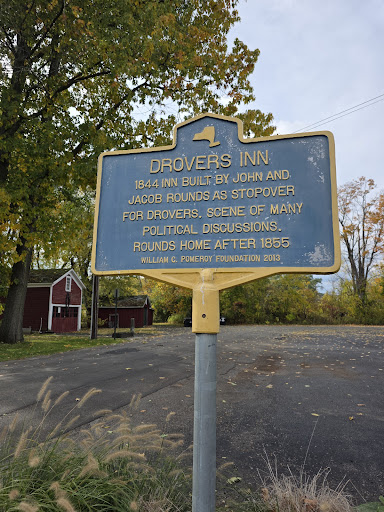 DROVERS INN
1844 INN BUILT BY JOHN AND
JACOB ROUNDS AS STOPOVER
FOR DROVERS. SCENE OF MANY
POLITICAL DISCUSSIONS.
ROUNDS HOME AFTER 1855
WILLIAM C. POMEROY FOUNDATION 2013